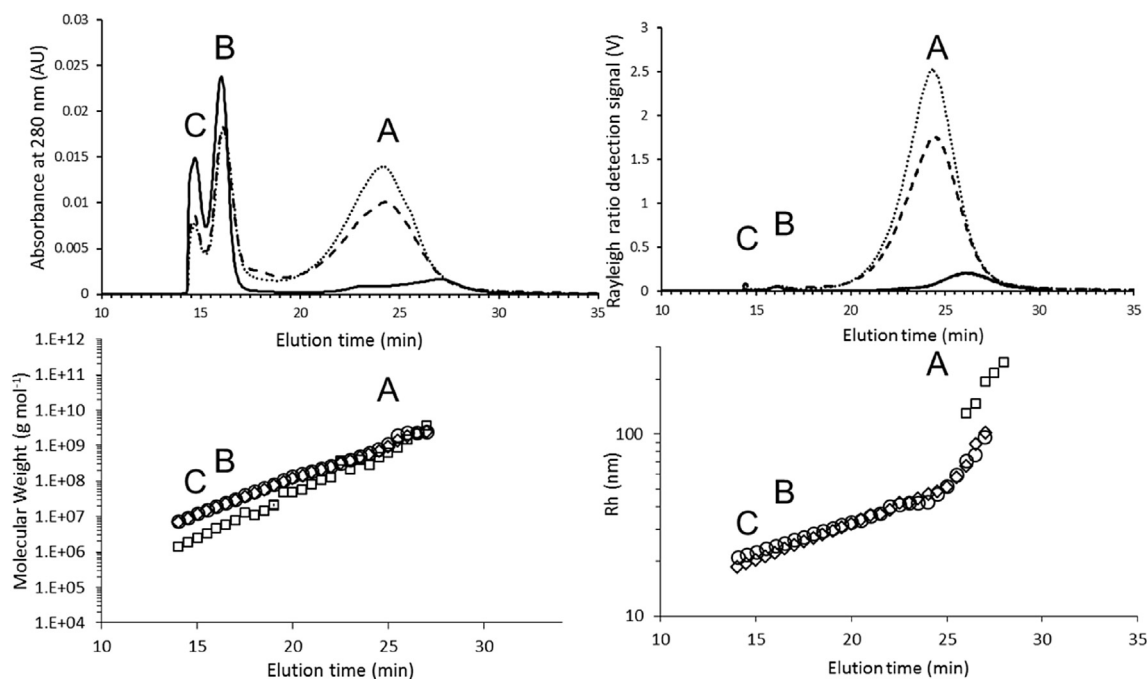 Absorbance at 280 nm (AU)
0.03
0.025
0.02
0.015
0.01
0.005
0
C
B
A
10
15
20
25
30
35
Elution time (min)
Rayleigh ratio detection signal (V)
3
2.5
2
1.5
1
0.5
0
C
B
A
10
15
20
25
30
35
Elution time (min)
Molecular Weight (g mol⁻¹)
1.E+12
1.E+11
1.E+10
1.E+09
1.E+08
1.E+07
1.E+06
1.E+05
1.E+04
C
B
A
10
15
20
25
30
Elution time (min)
Rh (nm)
100
10
C
B
A
10
15
20
25
30
35
Elution time (min)